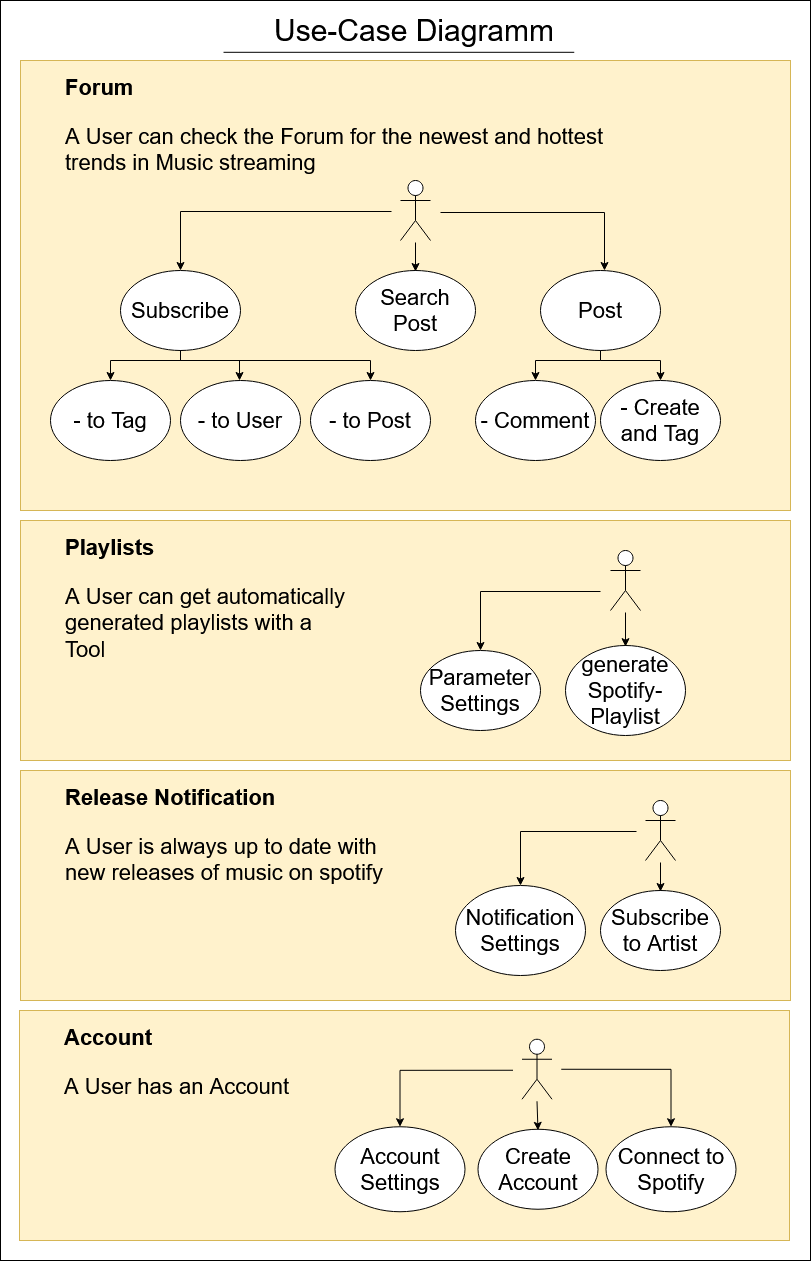 Use-Case Diagramm
Forum
A User can check the Forum for the newest and hottest
trends in Music streaming
Subscribe
Search
Post
Post
- to Tag
- to User
- to Post
- Comment
- Create
and Tag
Playlists
A User can get automatically
generated playlists with a
Tool
Parameter
Settings
generate
Spotify-
Playlist
Release Notification
A User is always up to date with
new releases of music on spotify
Notification
Settings
Subscribe
to Artist
Account
A User has an Account
Account
Settings
Create
Account
Connect to
Spotify